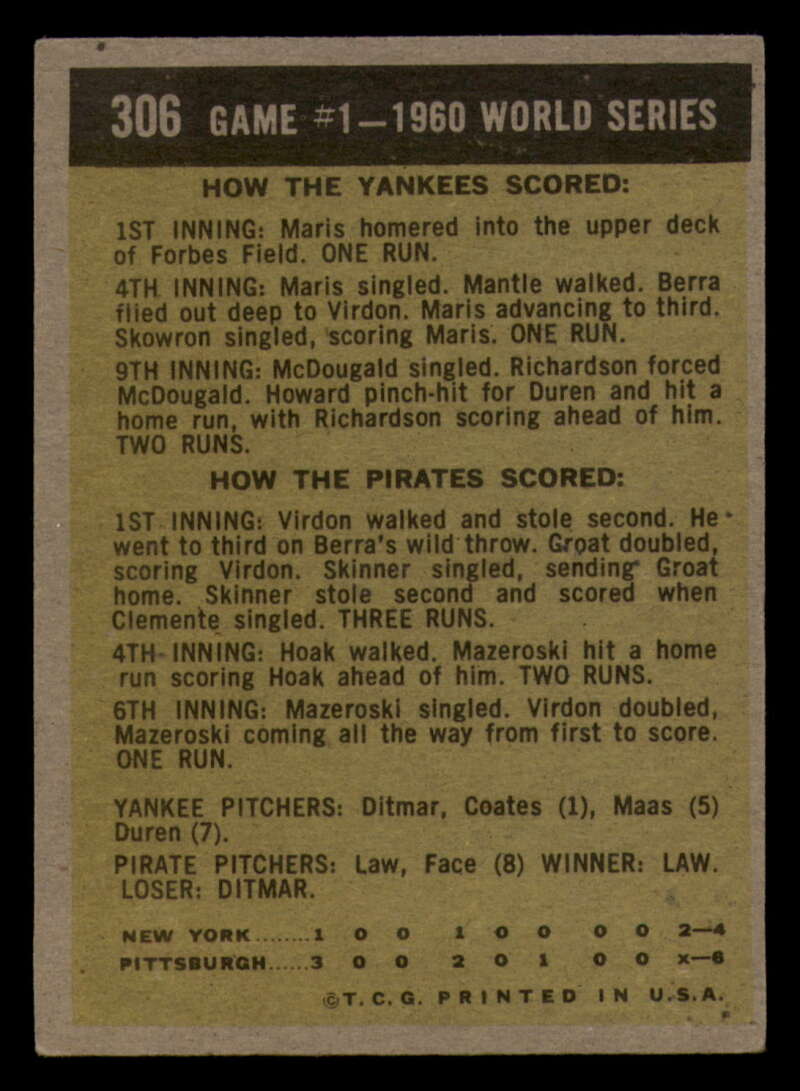 306 GAME #1—1960 WORLD SERIES
HOW THE YANKEES SCORED:
1ST INNING: Maris homered into the upper deck
of Forbes Field. ONE RUN.
4TH INNING: Maris singled. Mantle walked. Berra
flied out deep to Virdon. Maris advancing to third.
Skowron singled, scoring Maris. ONE RUN.
9TH INNING: McDougald singled. Richardson forced
McDougald. Howard pinch-hit for Duren and hit a
home run, with Richardson scoring ahead of him.
TWO RUNS.
HOW THE PIRATES SCORED:
1ST INNING: Virdon walked and stole second. He
went to third on Berra's wild throw. Groat doubled,
scoring Virdon. Skinner singled, sending Groat
home. Skinner stole second and scored when
Clemente singled. THREE RUNS.
4TH INNING: Hoak walked. Mazeroski hit a home
run scoring Hoak ahead of him. TWO RUNS.
6TH INNING: Mazeroski singled. Virdon doubled,
Mazeroski coming all the way from first to score.
ONE RUN.
YANKEE PITCHERS: Ditmar, Coates (1), Maas (5)
Duren (7).
PIRATE PITCHERS: Law, Face (8) WINNER: LAW.
LOSER: DITMAR.
NEW YORK........1 0 0 1 0 0 0 0 2—4
PITTSBURGH......3 0 0 2 0 1 0 0 x—6
©T.C.G. PRINTED IN U.S.A.